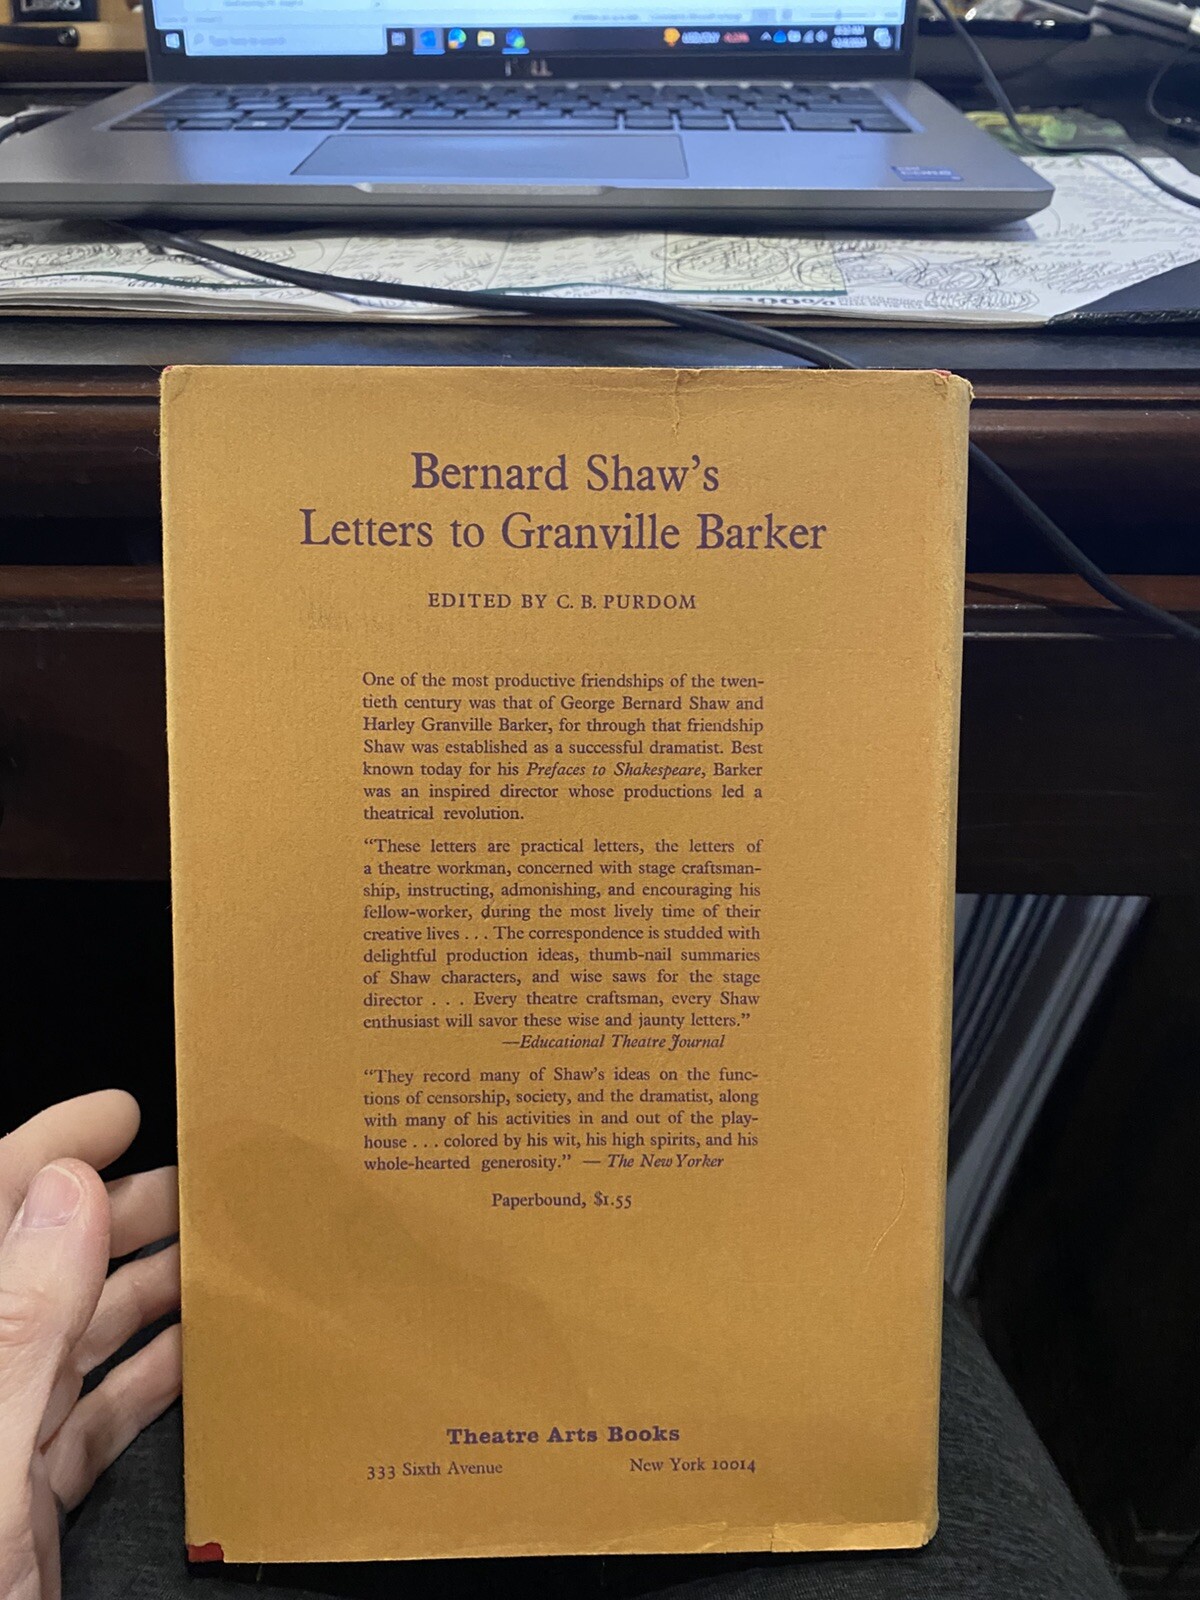 Type here to search
DELL
100%
Bernard Shaw's
Letters to Granville Barker
EDITED BY C. B. PURDOM
One of the most productive friendships of the twen-
tieth century was that of George Bernard Shaw and
Harley Granville Barker, for through that friendship
Shaw was established as a successful dramatist. Best
known today for his Prefaces to Shakespeare, Barker
was an inspired director whose productions led a
theatrical revolution.
“These letters are practical letters, the letters of
a theatre workman, concerned with stage craftsman-
ship, instructing, admonishing, and encouraging his
fellow-worker, during the most lively time of their
creative lives . . . The correspondence is studded with
delightful production ideas, thumb-nail summaries
of Shaw characters, and wise saws for the stage
director . . . Every theatre craftsman, every Shaw
enthusiast will savor these wise and jaunty letters.”
—Educational Theatre Journal
“They record many of Shaw's ideas on the func-
tions of censorship, society, and the dramatist, along
with many of his activities in and out of the play-
house . . . colored by his wit, his high spirits, and his
whole-hearted generosity.” — The New Yorker
Paperbound, $1.55
Theatre Arts Books
333 Sixth Avenue New York 10014